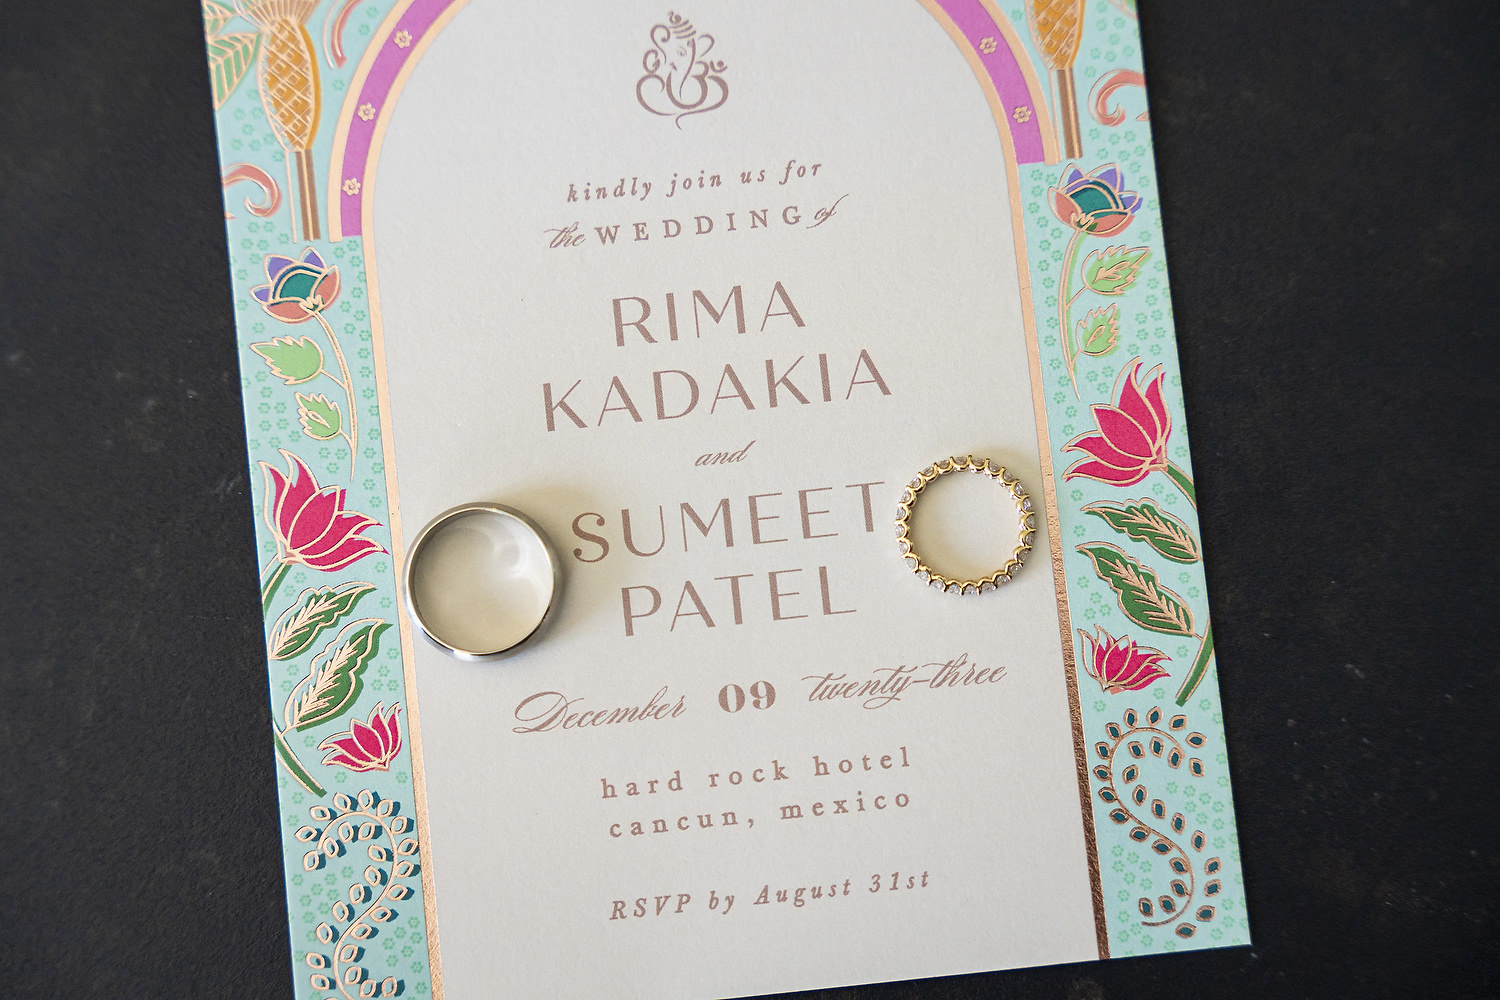 kindly join us for
the WEDDING of
RIMA
KADAKIA
and
SUMEET
PATEL
December 09 twenty-three
hard rock hotel
cancun, mexico
RSVP by August 31st